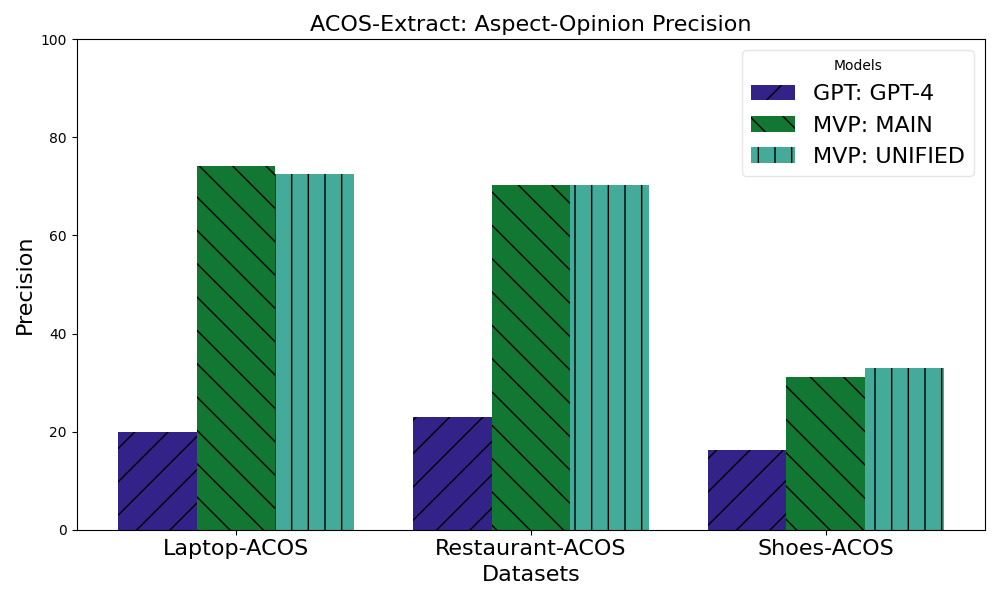 ACOS-Extract: Aspect-Opinion Precision
Models
GPT: GPT-4
MVP: MAIN
MVP: UNIFIED
Precision
100
80
60
40
20
0
Laptop-ACOS
Restaurant-ACOS
Shoes-ACOS
Datasets